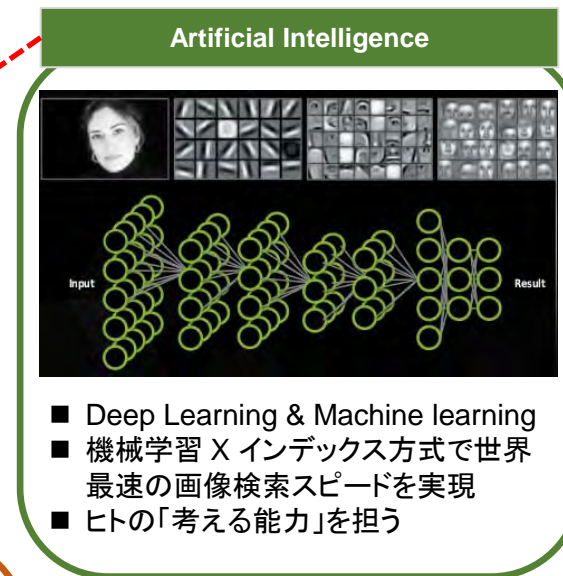 Artificial Intelligence
Input
Result
■ Deep Learning & Machine learning
■ 機械学習 X インデックス方式で世界
最速の画像検索スピードを実現
■ ヒトの「考える能力」を担う